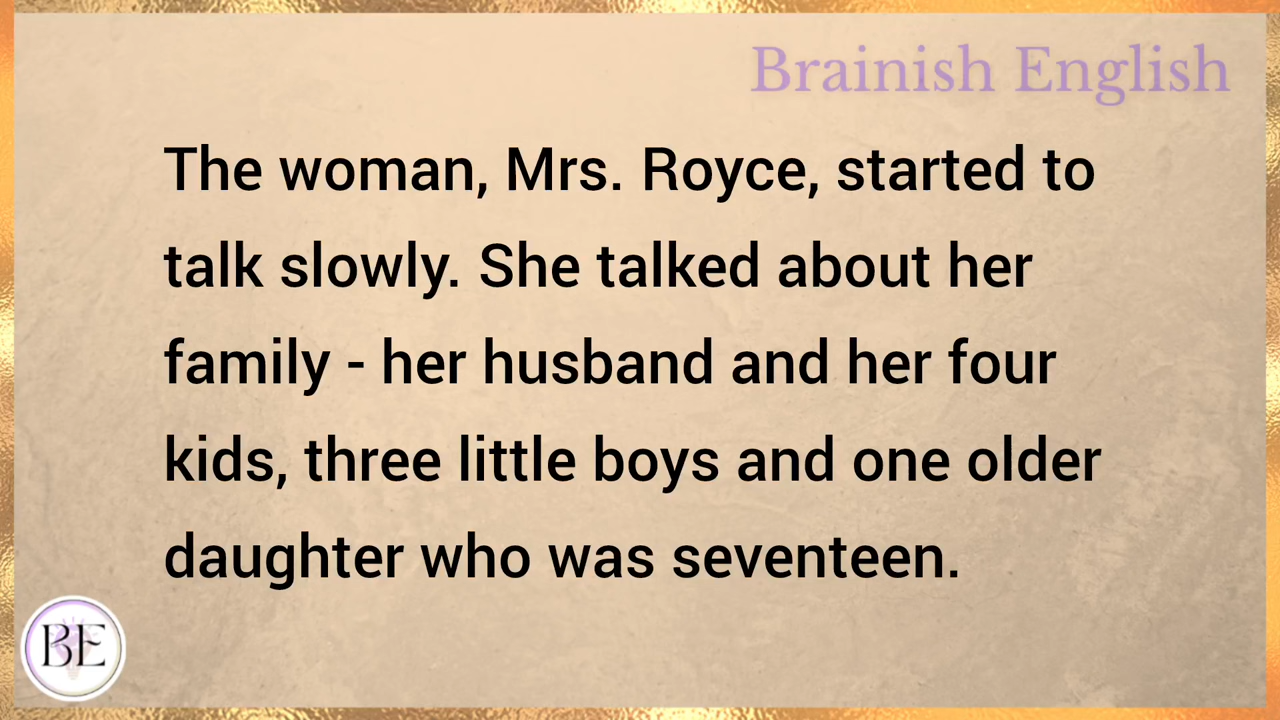 Brainish English
The woman, Mrs. Royce, started to
talk slowly. She talked about her
family - her husband and her four
kids, three little boys and one older
daughter who was seventeen.
BE